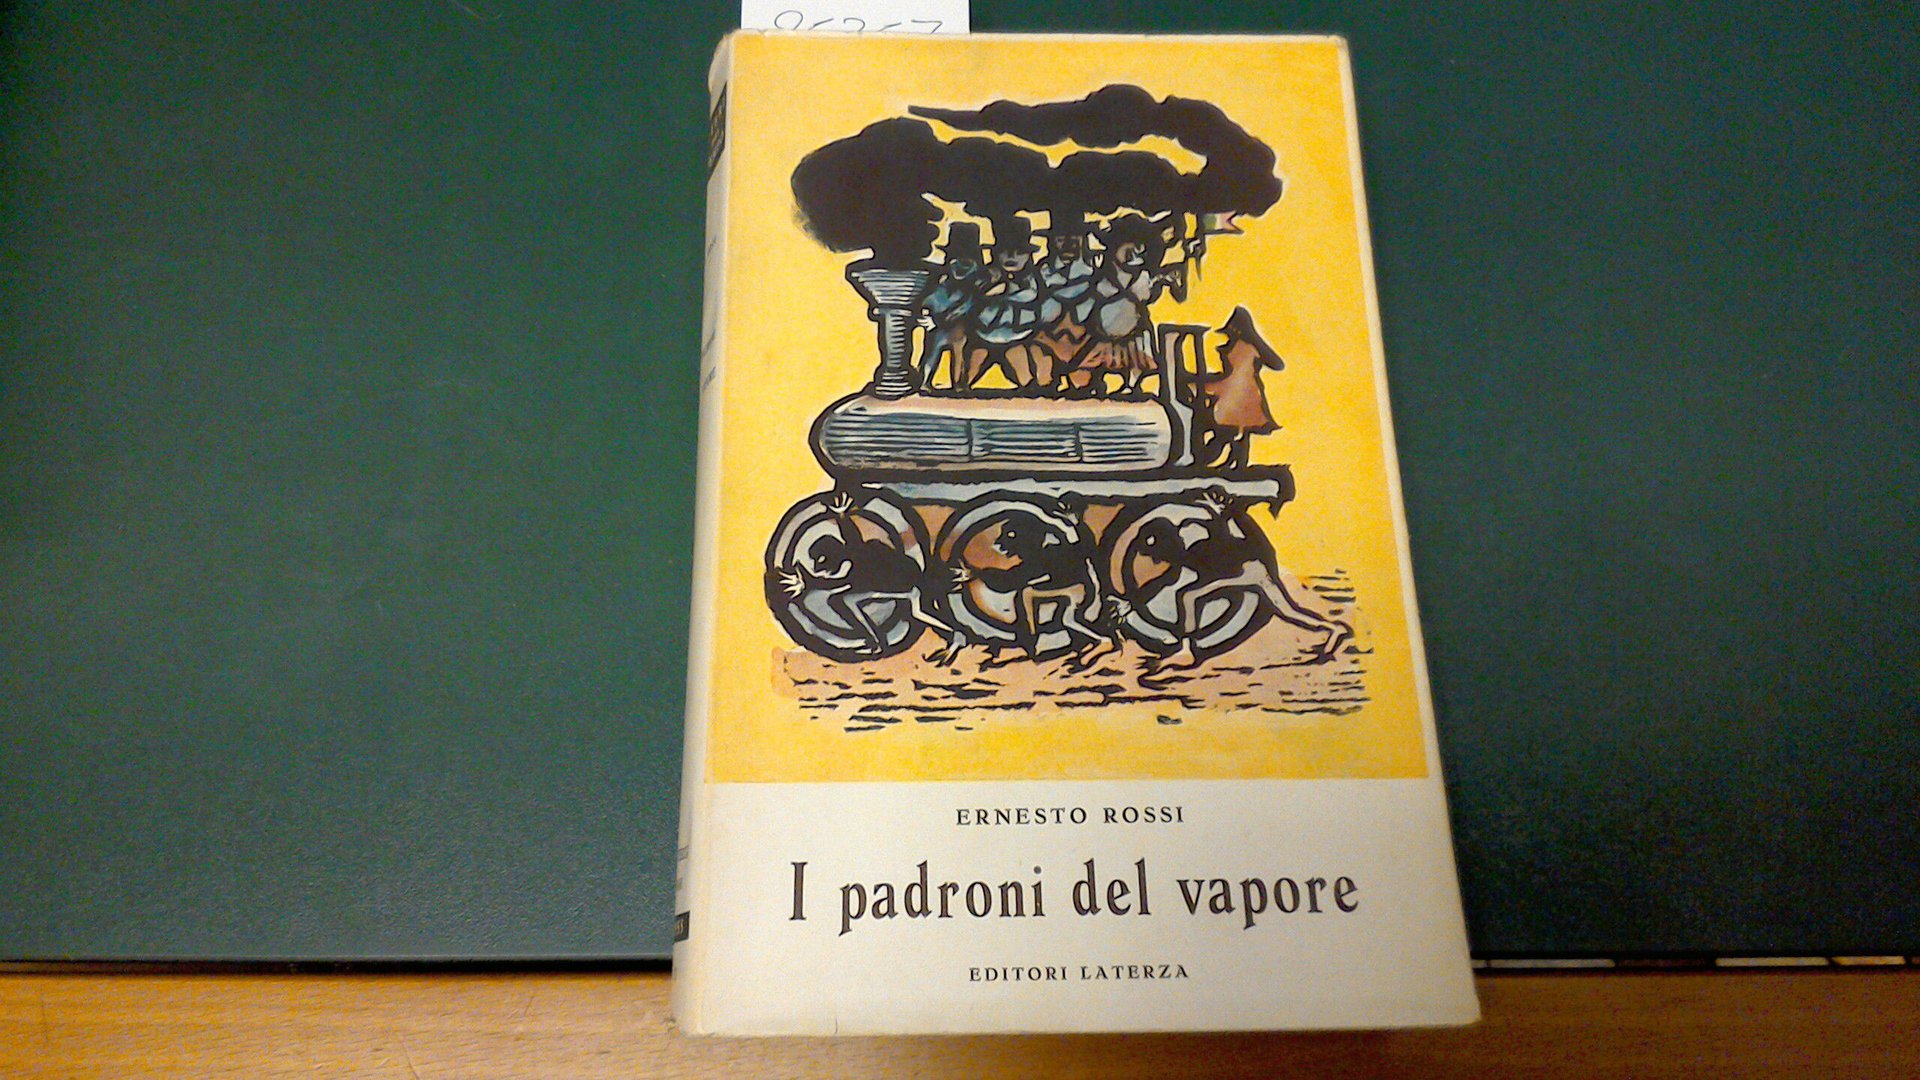 ERNESTO ROSSI
I padroni del vapore
EDITORI LATERZA